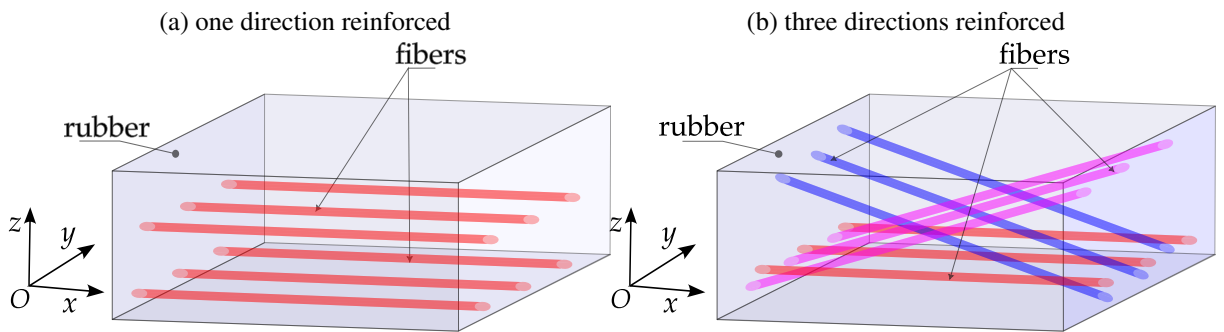 (a) one direction reinforced
fibers
rubber
z
y
O
x
(b) three directions reinforced
fibers
rubber
z
y
O
x